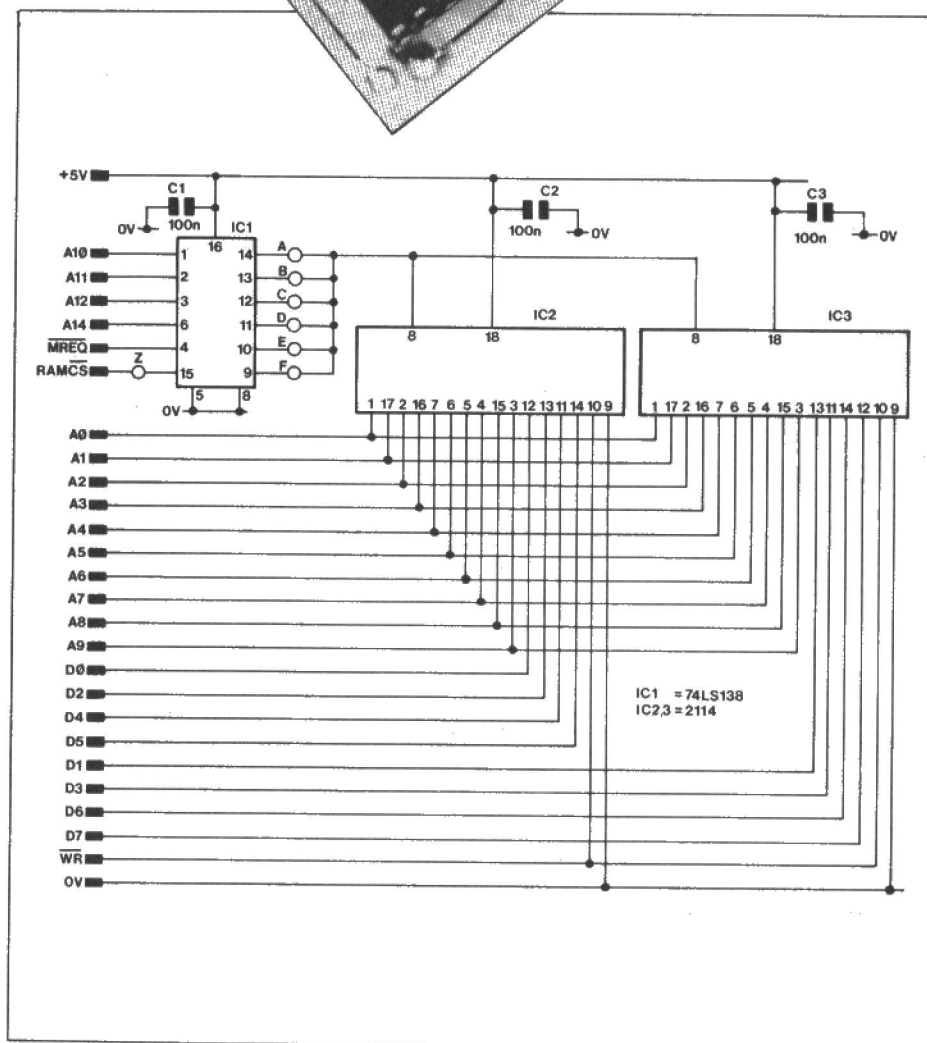 +5V
C1
100n
0V
IC1
16
C2
100n
0V
C3
100n
0V
A10 1 14 A
A11 2 13 B
A12 3 12 C
A14 6 11 D
MREQ 4 10 E
RAMCS Z 15 9 F
5 8
0V
8 18 IC2
8 18 IC3
1 17 2 16 7 6 5 4 15 3 12 13 11 14 10 9
1 17 2 16 7 6 5 4 15 3 13 11 14 12 10 9
AØ
A1
A2
A3
A4
A5
A6
A7
A8
A9
DØ
D2
D4
D5
D1
D3
D6
D7
WR
0V
IC1 = 74LS138
IC2,3 = 2114